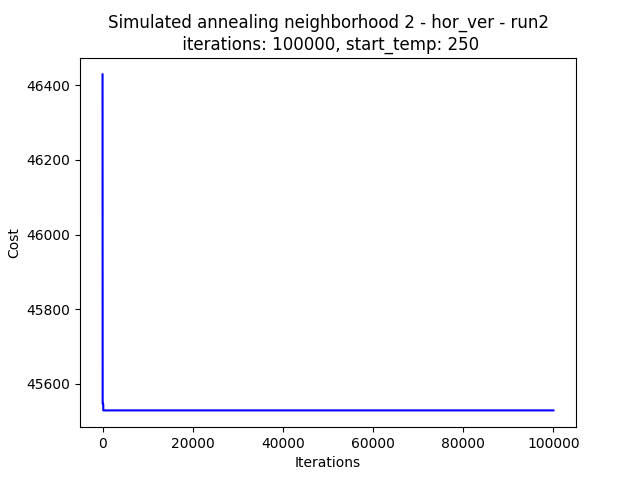 Simulated annealing neighborhood 2 - hor_ver - run2
iterations: 100000, start_temp: 250
46400
46200
46000
45800
45600
Cost
0 20000 40000 60000 80000 100000
Iterations